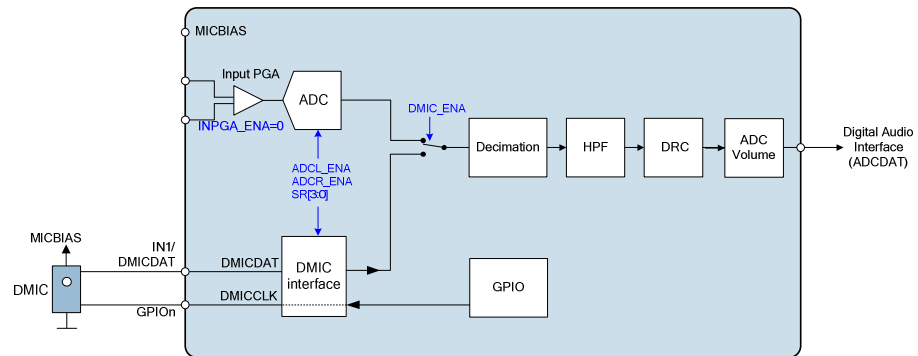 MICBIAS
Input PGA
ADC
INPGA_ENA=0
DMIC_ENA
Decimation
HPF
DRC
ADC
Volume
Digital Audio
Interface
(ADCDAT)
ADCL_ENA
ADCR_ENA
SR[3:0]
MICBIAS
IN1/
DMICDAT
DMICDAT
DMIC
interface
DMIC
GPIOn
DMICCLK
GPIO